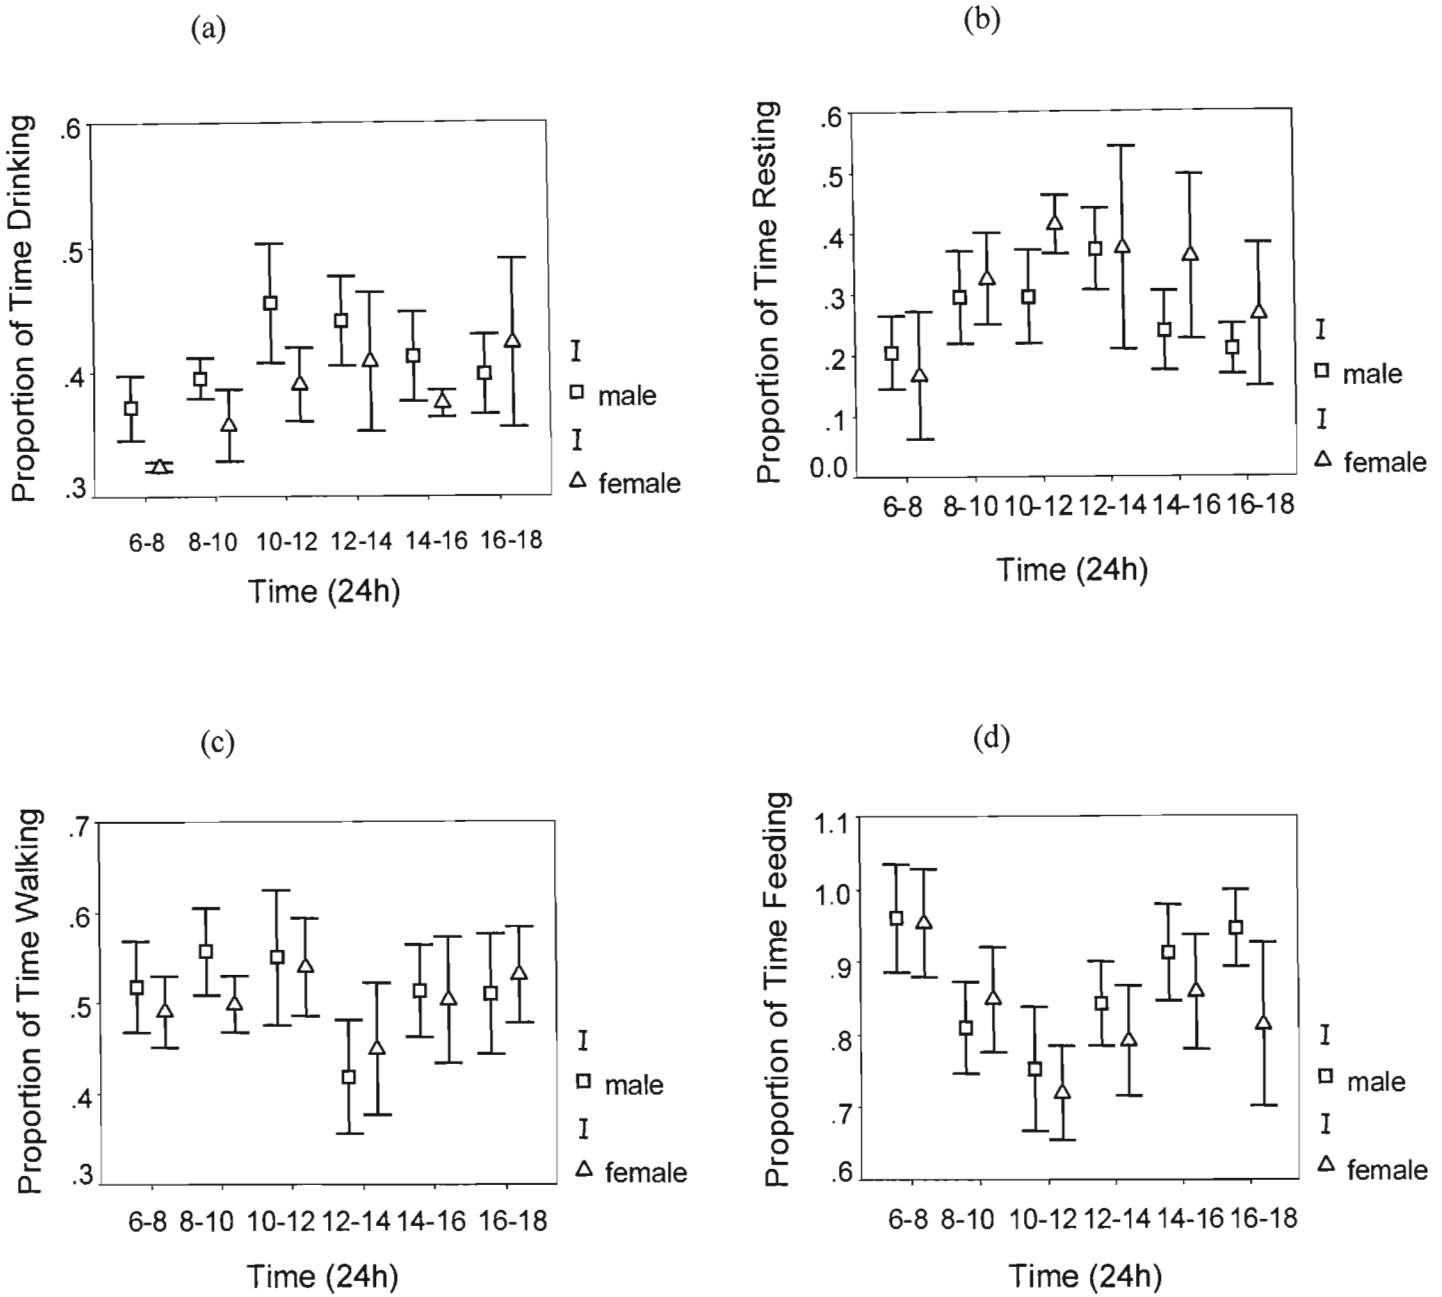 (a)
Proportion of Time Drinking
.6
.5
.4
.3
6-8 8-10 10-12 12-14 14-16 16-18
Time (24h)
male
female
(b)
Proportion of Time Resting
.6
.5
.4
.3
.2
.1
0.0
6-8 8-10 10-12 12-14 14-16 16-18
Time (24h)
male
female
(c)
Proportion of Time Walking
.7
.6
.5
.4
.3
6-8 8-10 10-12 12-14 14-16 16-18
Time (24h)
male
female
(d)
Proportion of Time Feeding
1.1
1.0
.9
.8
.7
.6
6-8 8-10 10-12 12-14 14-16 16-18
Time (24h)
male
female